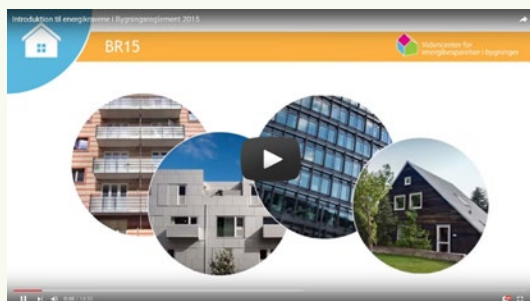 Introduktion til energikravene i Bygningsreglement 2015
BR15
Videncenter for
energibesparelser i bygninger